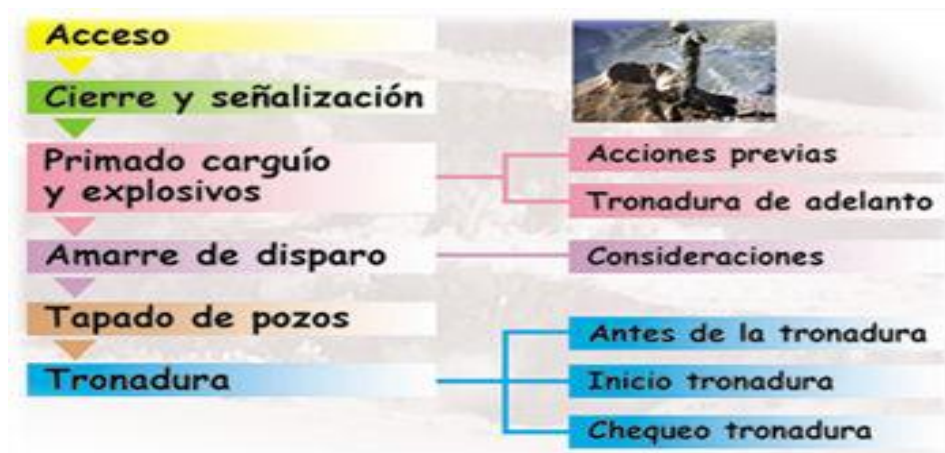 Acceso
Cierre y señalización
Primado carguío
y explosivos
Acciones previas
Tronadura de adelanto
Amarre de disparo
Consideraciones
Tapado de pozos
Tronadura
Antes de la tronadura
Inicio tronadura
Chequeo tronadura